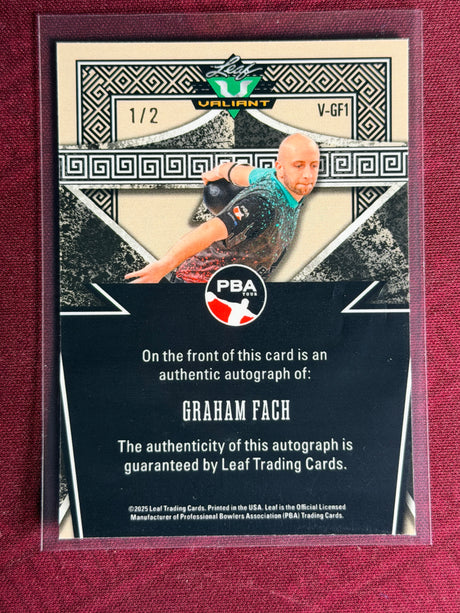 Leaf
VALIANT
1/2
V-GF1
PBA
TOUR
On the front of this card is an
authentic autograph of:
GRAHAM FACH
The authenticity of this autograph is
guaranteed by Leaf Trading Cards.
©2025 Leaf Trading Cards. Printed in the USA. Leaf is the Official Licensed
Manufacturer of Professional Bowlers Association (PBA) Trading Cards.